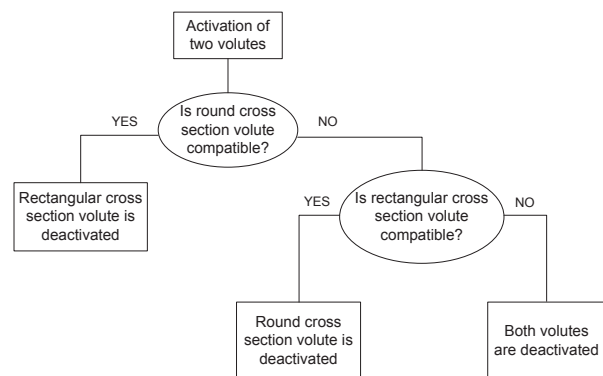 Activation of
two volutes
Is round cross
section volute
compatible?
YES
NO
Rectangular cross
section volute is
deactivated
Is rectangular cross
section volute
compatible?
YES
NO
Round cross
section volute is
deactivated
Both volutes
are deactivated